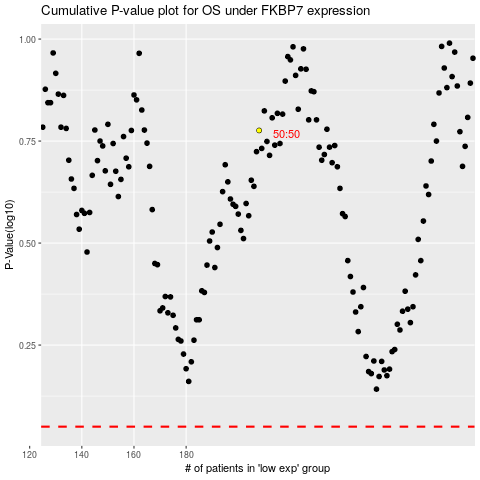 Cumulative P-value plot for OS under FKBP7 expression
1.00
0.75
0.50
0.25
P-Value(log10)
50:50
120 140 160 180
# of patients in 'low exp' group